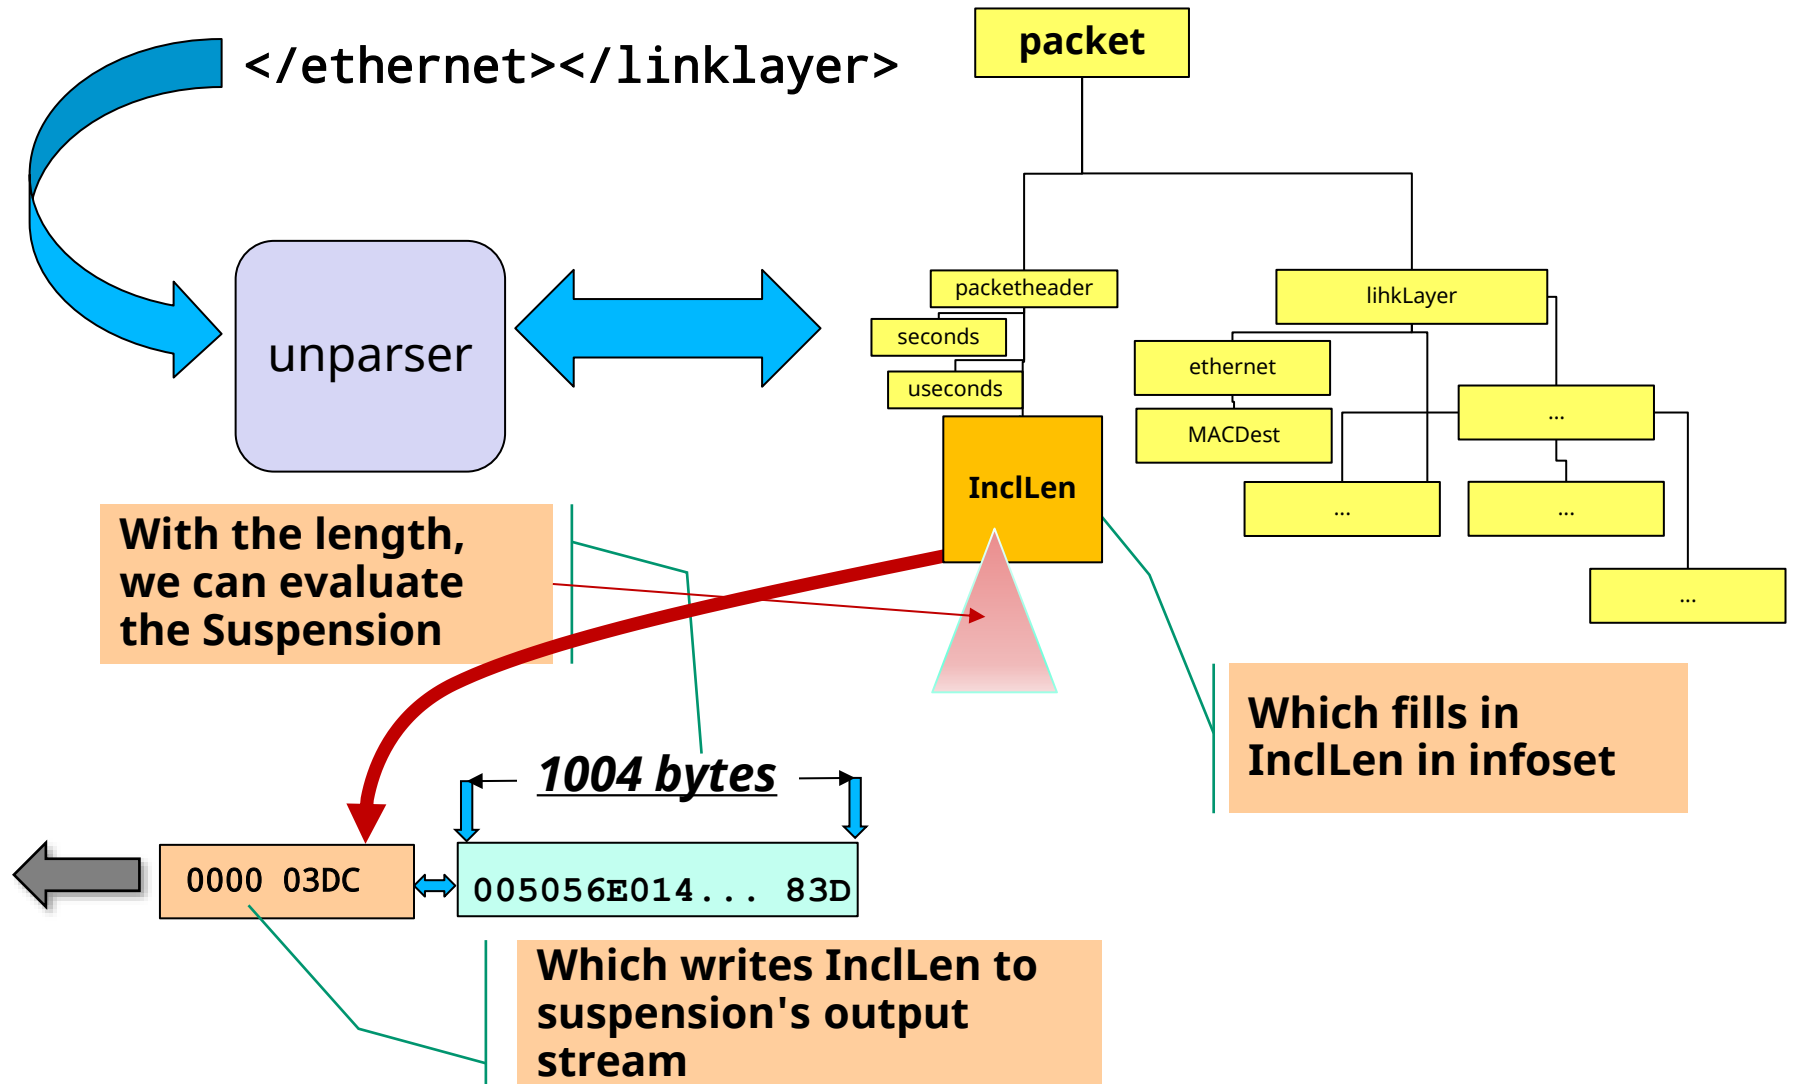 </ethernet></linklayer>
packet
packetheader
lihkLayer
seconds
ethernet
useconds
...
MACDest
InclLen
...
...
...
unparser
With the length,
we can evaluate
the Suspension
Which fills in
InclLen in infoset
1004 bytes
0000 03DC
005056E014... 83D
Which writes InclLen to
suspension's output
stream